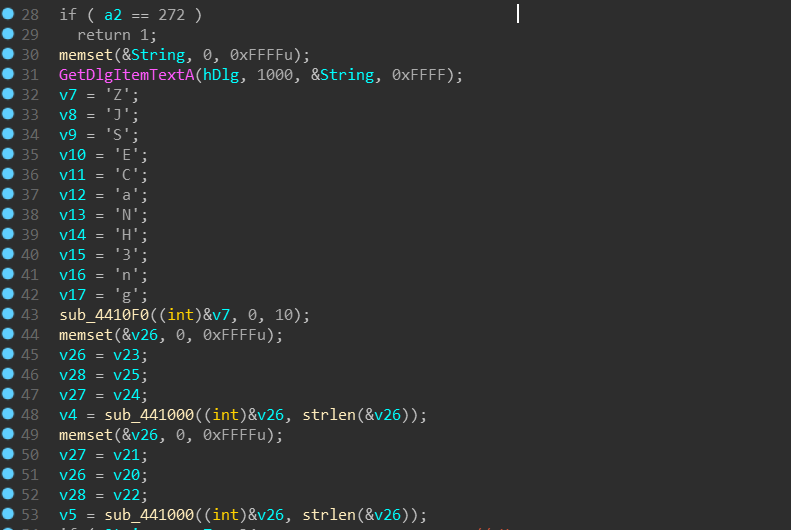 28 if ( a2 == 272 )
29 return 1;
30 memset(&String, 0, 0xFFFFu);
31 GetDlgItemTextA(hDlg, 1000, &String, 0xFFFF);
32 v7 = 'Z';
33 v8 = 'J';
34 v9 = 'S';
35 v10 = 'E';
36 v11 = 'C';
37 v12 = 'a';
38 v13 = 'N';
39 v14 = 'H';
40 v15 = '3';
41 v16 = 'n';
42 v17 = 'g';
43 sub_4410F0((int)&v7, 0, 10);
44 memset(&v26, 0, 0xFFFFu);
45 v26 = v23;
46 v28 = v25;
47 v27 = v24;
48 v4 = sub_441000((int)&v26, strlen(&v26));
49 memset(&v26, 0, 0xFFFFu);
50 v27 = v21;
51 v26 = v20;
52 v28 = v22;
53 v5 = sub_441000((int)&v26, strlen(&v26));